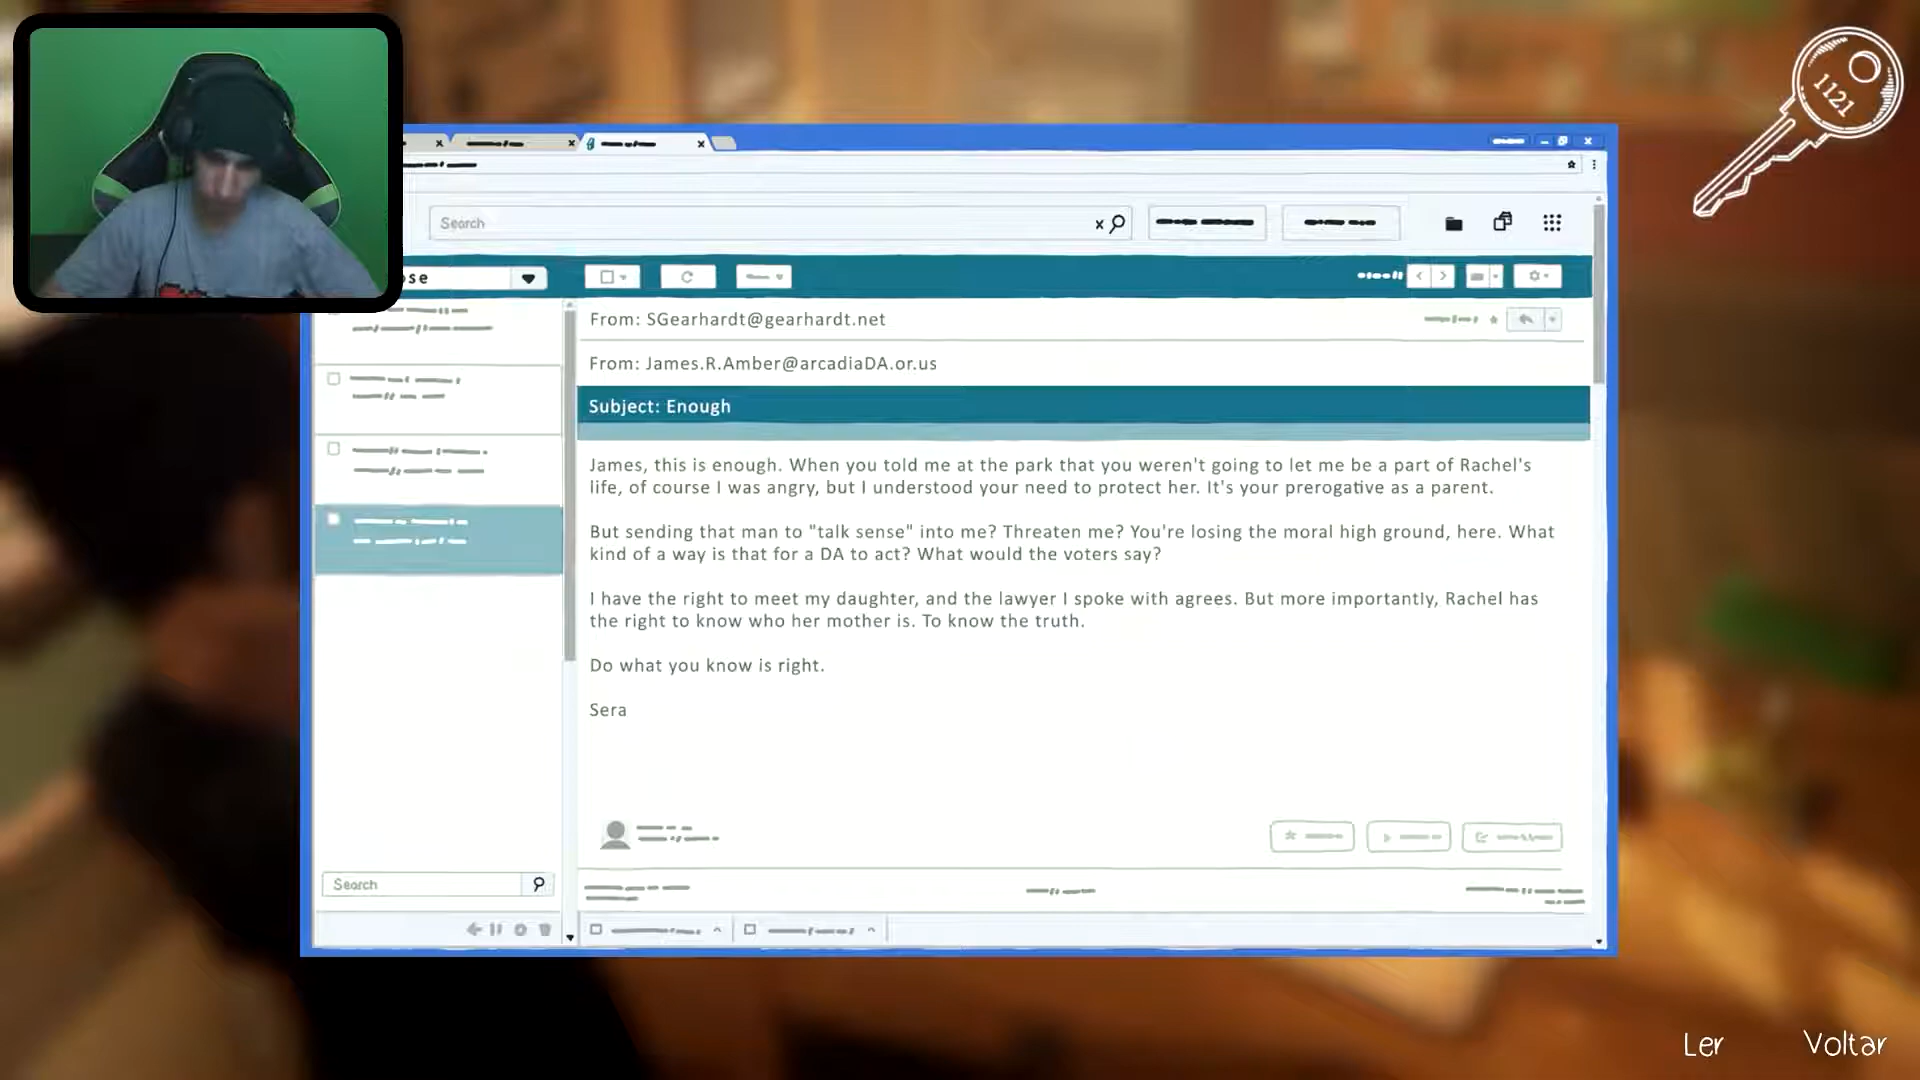 1121
Search
x
ose
From: SGearhardt@gearhardt.net
From: James.R.Amber@arcadiaDA.or.us
Subject: Enough
James, this is enough. When you told me at the park that you weren't going to let me be a part of Rachel's
life, of course I was angry, but I understood your need to protect her. It's your prerogative as a parent.
But sending that man to "talk sense" into me? Threaten me? You're losing the moral high ground, here. What
kind of a way is that for a DA to act? What would the voters say?
I have the right to meet my daughter, and the lawyer I spoke with agrees. But more importantly, Rachel has
the right to know who her mother is. To know the truth.
Do what you know is right.
Sera
Search
Ler
Voltar